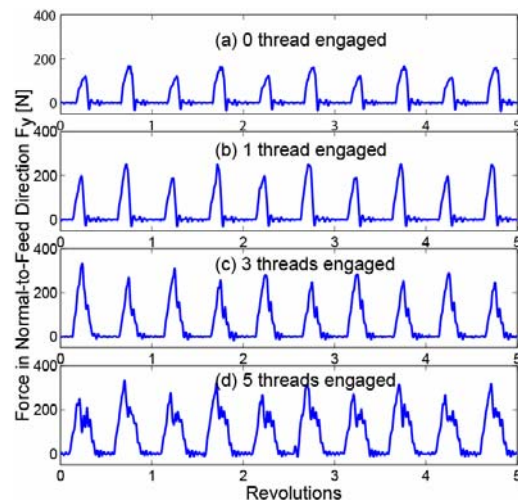 Force in Normal-to-Feed Direction Fy [N]
400
200
0
(a) 0 thread engaged
0 1 2 3 4 5
400
200
0
(b) 1 thread engaged
0 1 2 3 4 5
400
200
0
(c) 3 threads engaged
0 1 2 3 4 5
400
200
0
(d) 5 threads engaged
0 1 2 3 4 5
Revolutions